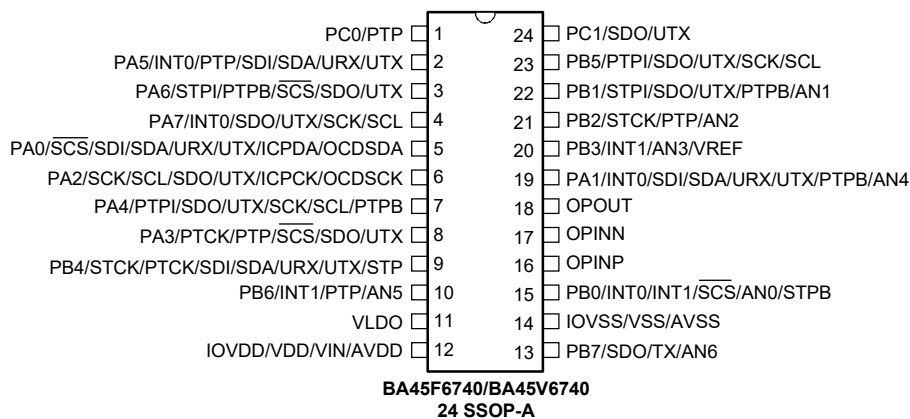 PC0/PTP 1 24 PC1/SDO/UTX
PA5/INT0/PTP/SDI/SDA/URX/UTX 2 23 PB5/PTPI/SDO/UTX/SCK/SCL
PA6/STPI/PTPB/SCS/SDO/UTX 3 22 PB1/STPI/SDO/UTX/PTPB/AN1
PA7/INT0/SDO/UTX/SCK/SCL 4 21 PB2/STCK/PTP/AN2
PA0/SCS/SDI/SDA/URX/UTX/ICPDA/OCDSDA 5 20 PB3/INT1/AN3/VREF
PA2/SCK/SCL/SDO/UTX/ICPCK/OCDSCK 6 19 PA1/INT0/SDI/SDA/URX/UTX/PTPB/AN4
PA4/PTPI/SDO/UTX/SCK/SCL/PTPB 7 18 OPOUT
PA3/PTCK/PTP/SCS/SDO/UTX 8 17 OPINN
PB4/STCK/PTCK/SDI/SDA/URX/UTX/STP 9 16 OPINP
PB6/INT1/PTP/AN5 10 15 PB0/INT0/INT1/SCS/AN0/STPB
VLDO 11 14 IOVSS/VSS/AVSS
IOVDD/VDD/VIN/AVDD 12 13 PB7/SDO/TX/AN6
BA45F6740/BA45V6740
24 SSOP-A